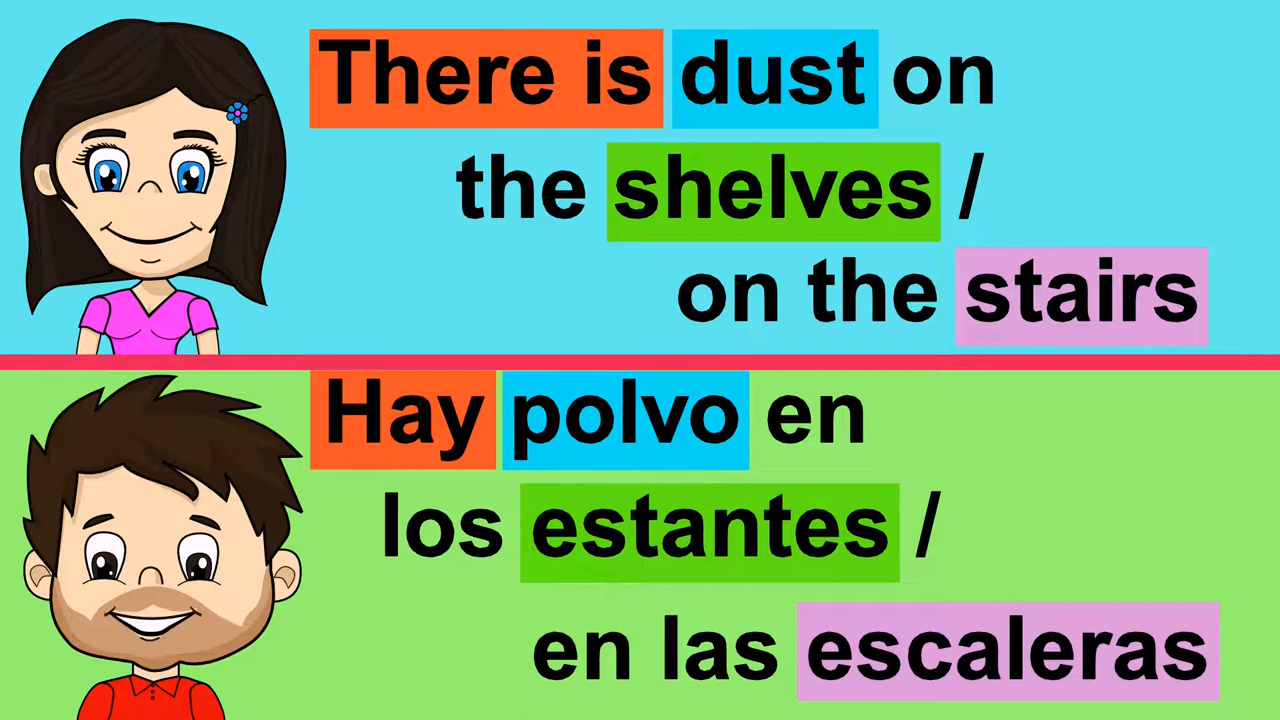 There is dust on
the shelves /
on the stairs
Hay polvo en
los estantes /
en las escaleras